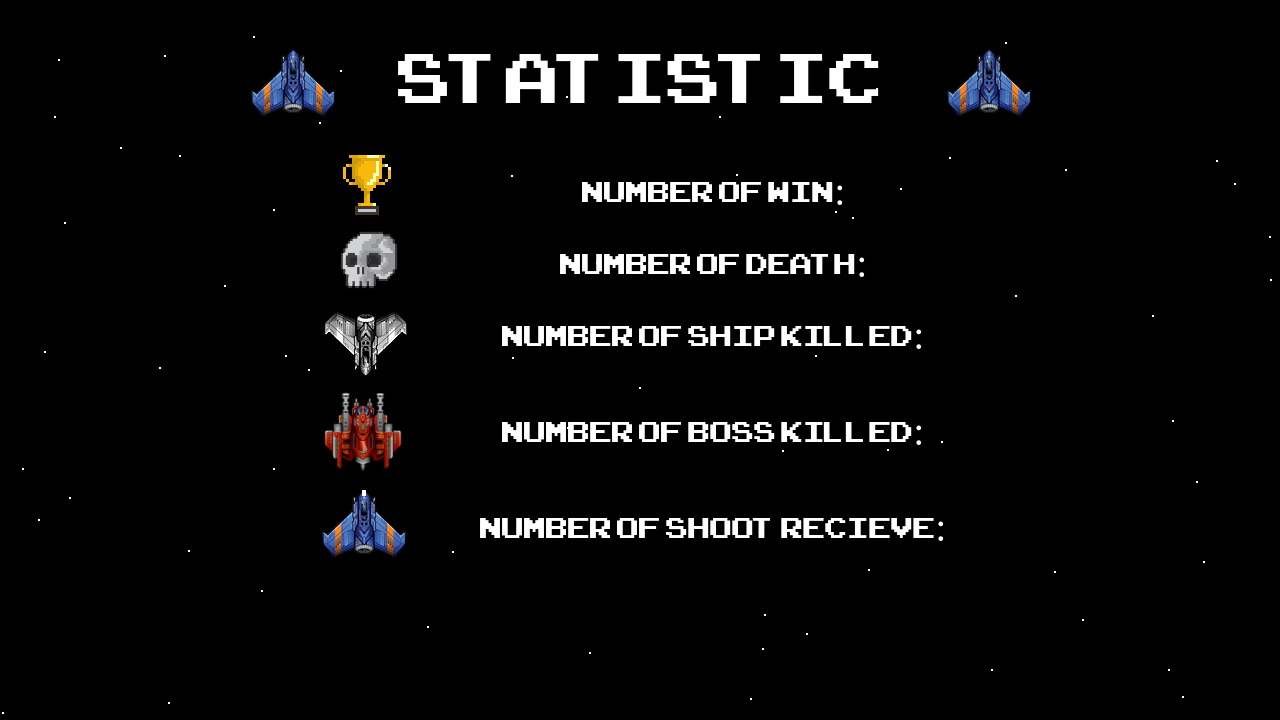 STATISTIC
NUMBER OF WIN:
NUMBER OF DEATH:
NUMBER OF SHIP KILLED:
NUMBER OF BOSS KILLED:
NUMBER OF SHOOT RECIEVE: